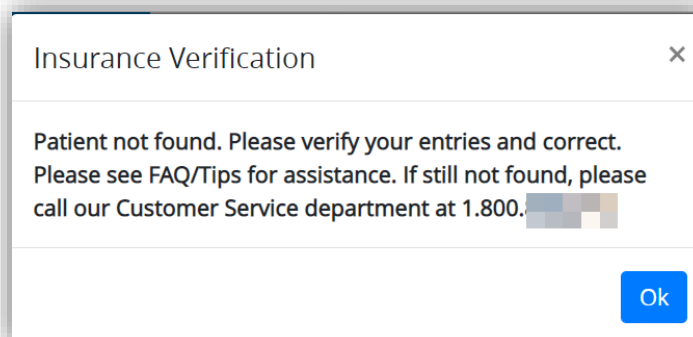 Insurance Verification
×
Patient not found. Please verify your entries and correct.
Please see FAQ/Tips for assistance. If still not found, please
call our Customer Service department at 1.800.
Ok